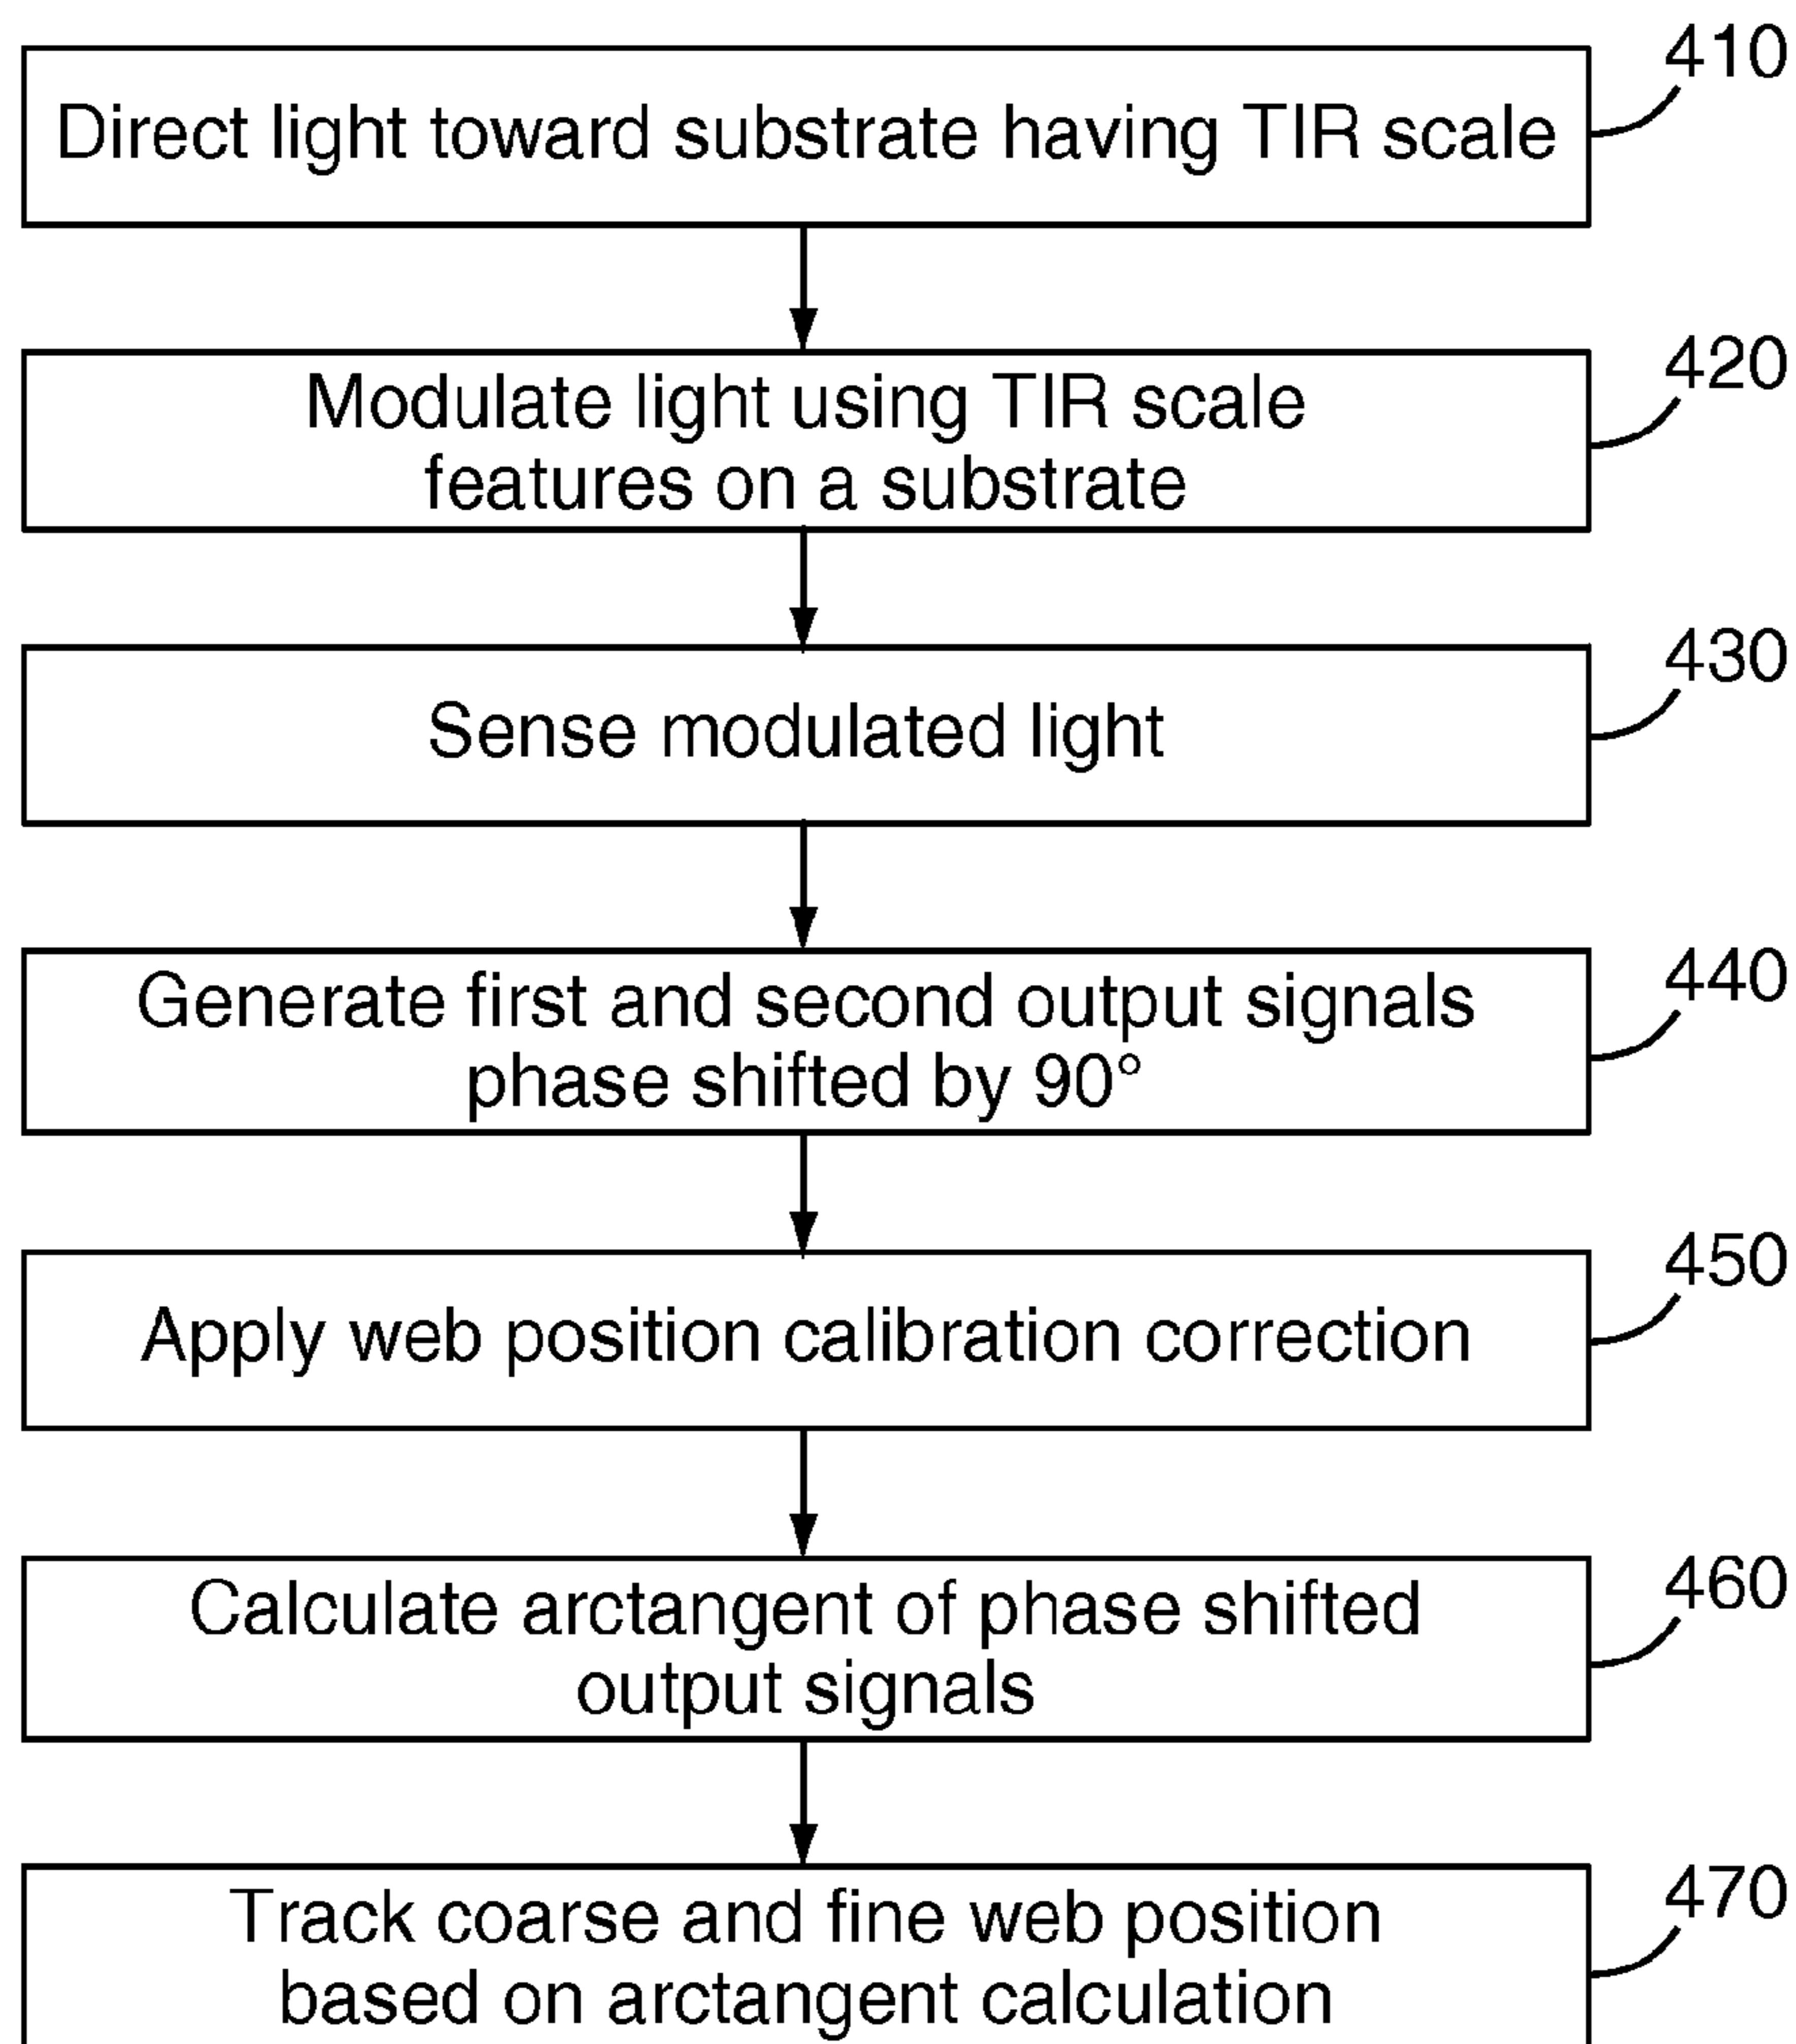 410
Direct light toward substrate having TIR scale
420
Modulate light using TIR scale
features on a substrate
430
Sense modulated light
440
Generate first and second output signals
phase shifted by 90°
450
Apply web position calibration correction
460
Calculate arctangent of phase shifted
output signals
470
Track coarse and fine web position
based on arctangent calculation